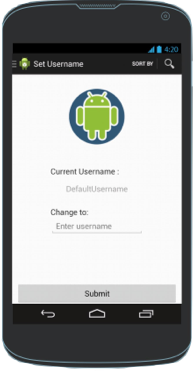 4:20
Set Username SORT BY
Current Username :
DefaultUsername
Change to:
Enter username
Submit